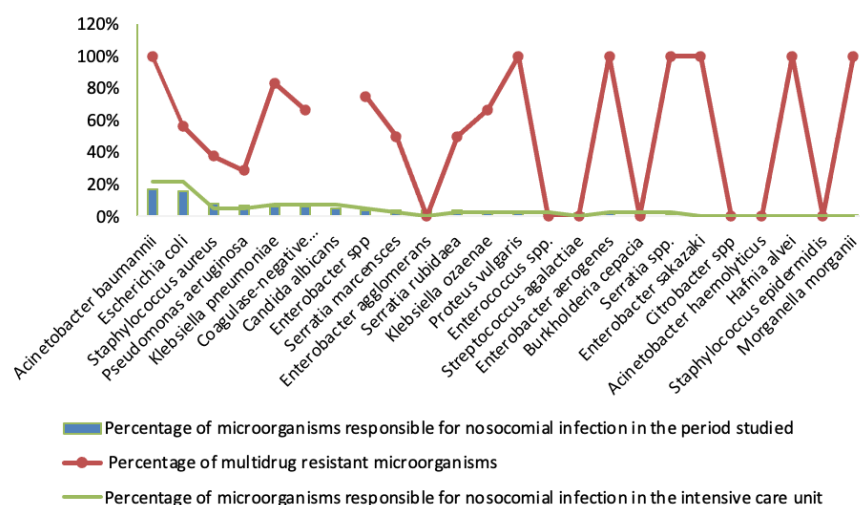 120%
100%
80%
60%
40%
20%
0%
Acinetobacter baumannii
Escherichia coli
Staphylococcus aureus
Pseudomonas aeruginosa
Klebsiella pneumoniae
Coagulase-negative...
Candida albicans
Enterobacter spp
Serratia marcensces
Enterobacter agglomerans
Serratia rubidaea
Klebsiella ozaenae
Proteus vulgaris
Enterococcus spp.
Streptococcus agalactiae
Enterobacter aerogenes
Burkholderia cepacia
Serratia spp.
Enterobacter sakazaki
Citrobacter spp
Acinetobacter haemolyticus
Hafnia alvei
Staphylococcus epidermidis
Morganella morganii
Percentage of microorganisms responsible for nosocomial infection in the period studied
Percentage of multidrug resistant microorganisms
Percentage of microorganisms responsible for nosocomial infection in the intensive care unit